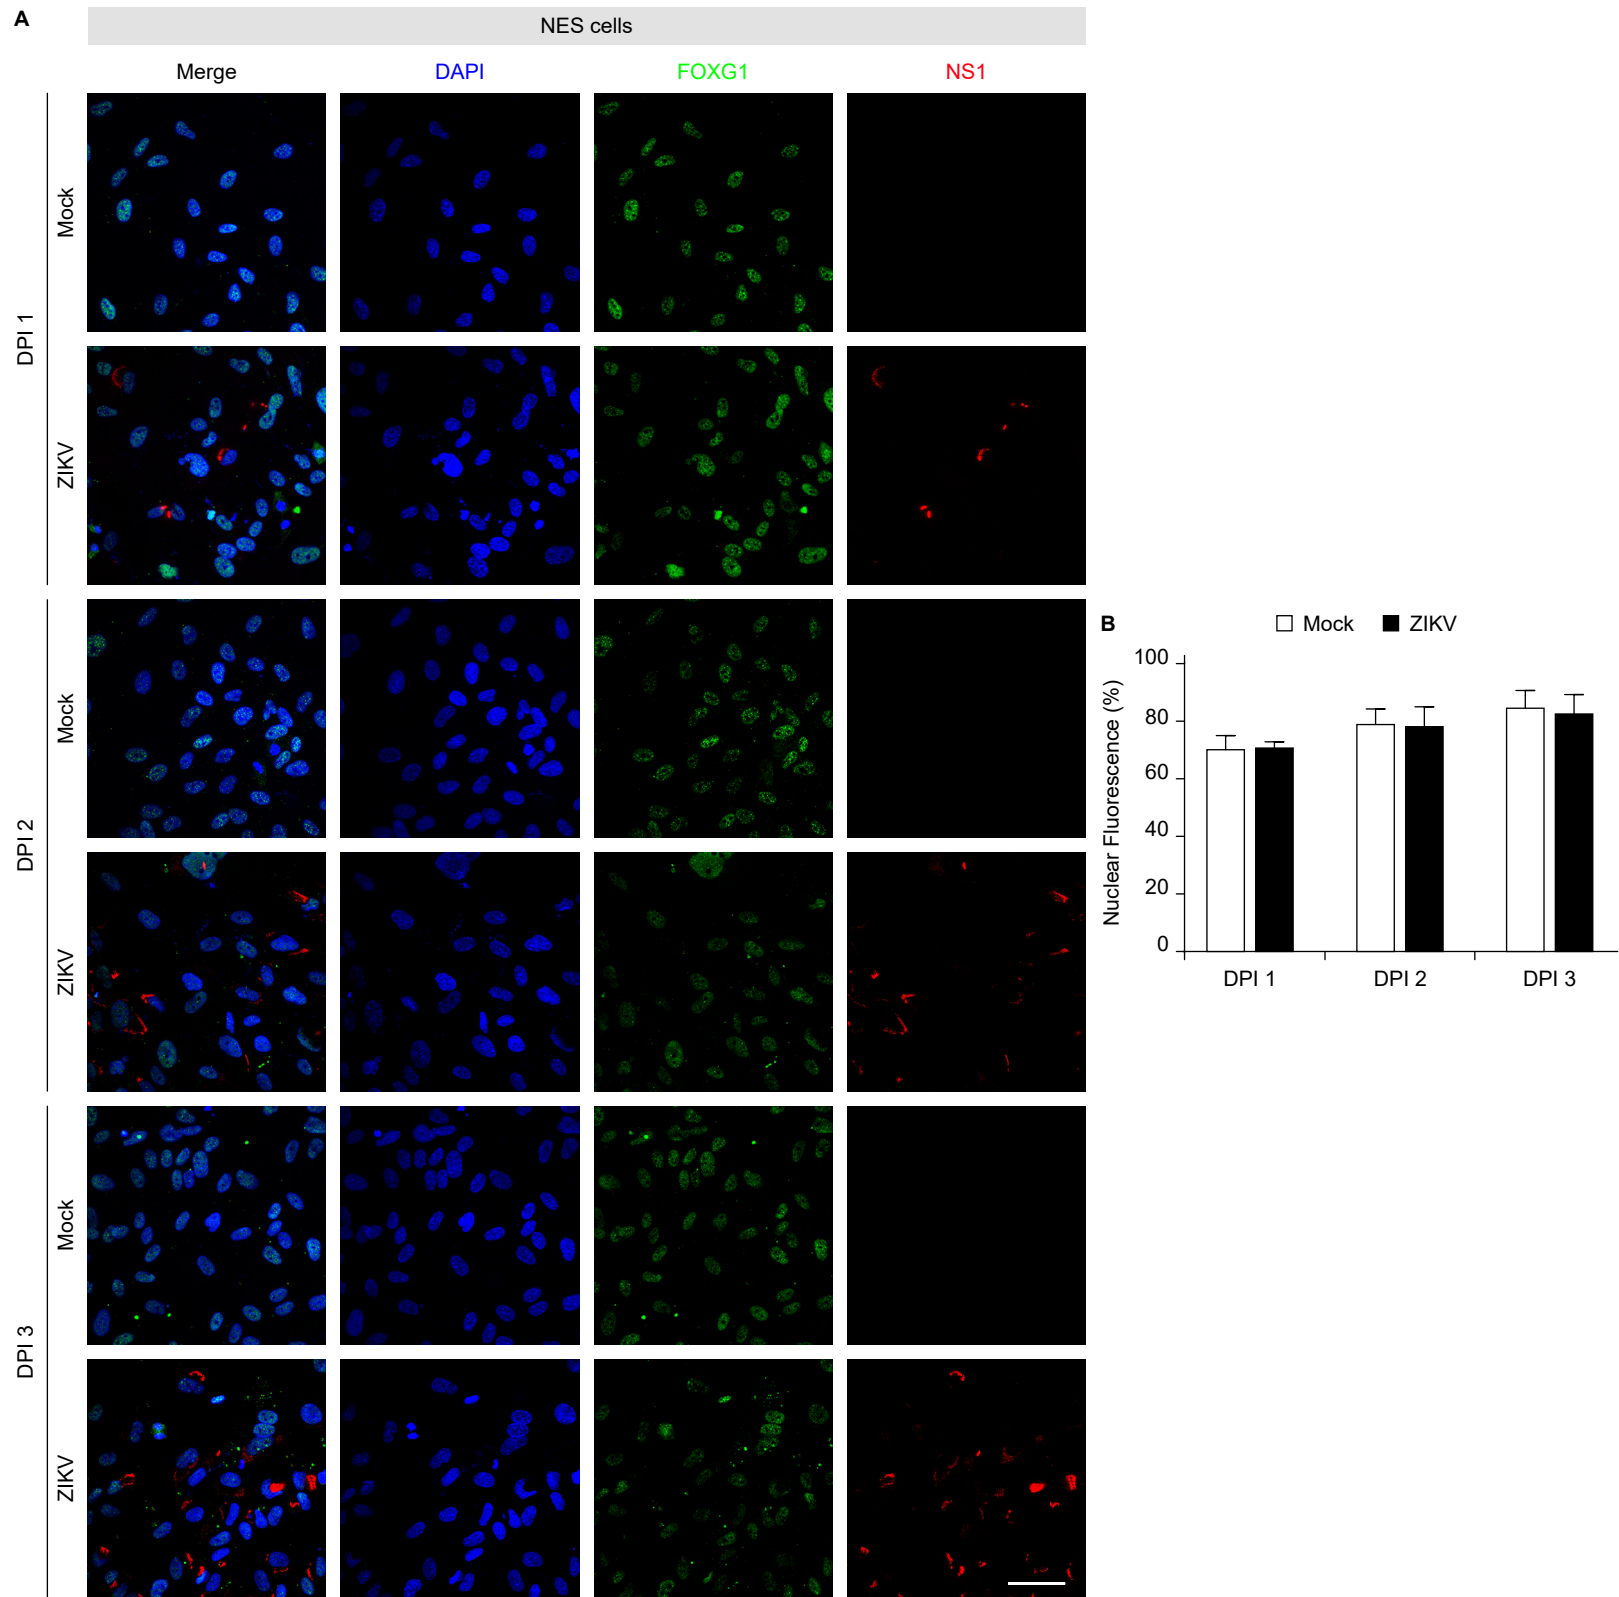 A
NES cells
Merge DAPI FOXG1 NS1
DPI 1
Mock
ZIKV
DPI 2
Mock
ZIKV
DPI 3
Mock
ZIKV
B
Mock ZIKV
Nuclear Fluorescence (%)
100
80
60
40
20
0
DPI 1 DPI 2 DPI 3